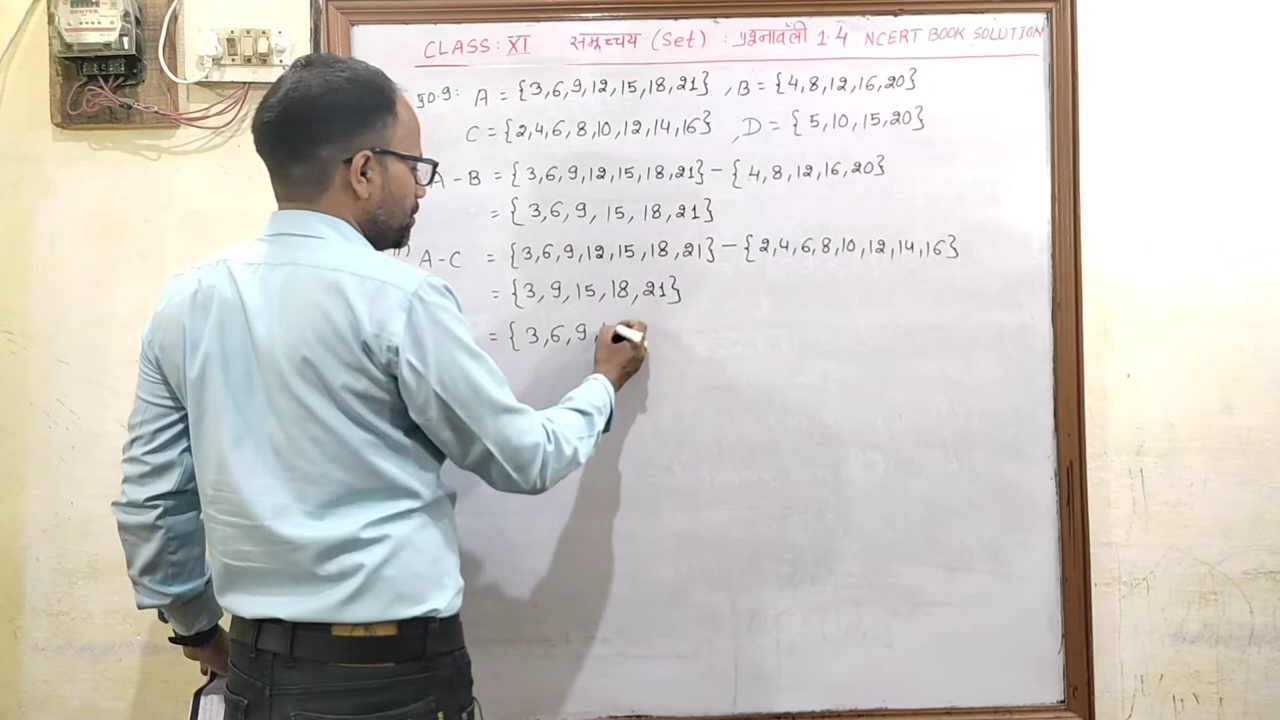 CLASS: XI समूच्चय (Set) : प्रश्नावली 1.4 NCERT BOOK SOLUTION
प्र०.9: A = {3,6,9,12,15,18,21} , B = {4,8,12,16,20}
C = {2,4,6,8,10,12,14,16} , D = {5,10,15,20}
A - B = {3,6,9,12,15,18,21} - {4,8,12,16,20}
= {3,6,9, 15, 18,21}
A-C = {3,6,9,12,15,18,21} - {2,4,6,8,10,12,14,16}
= {3,9,15,18,21}
= {3,6,9,